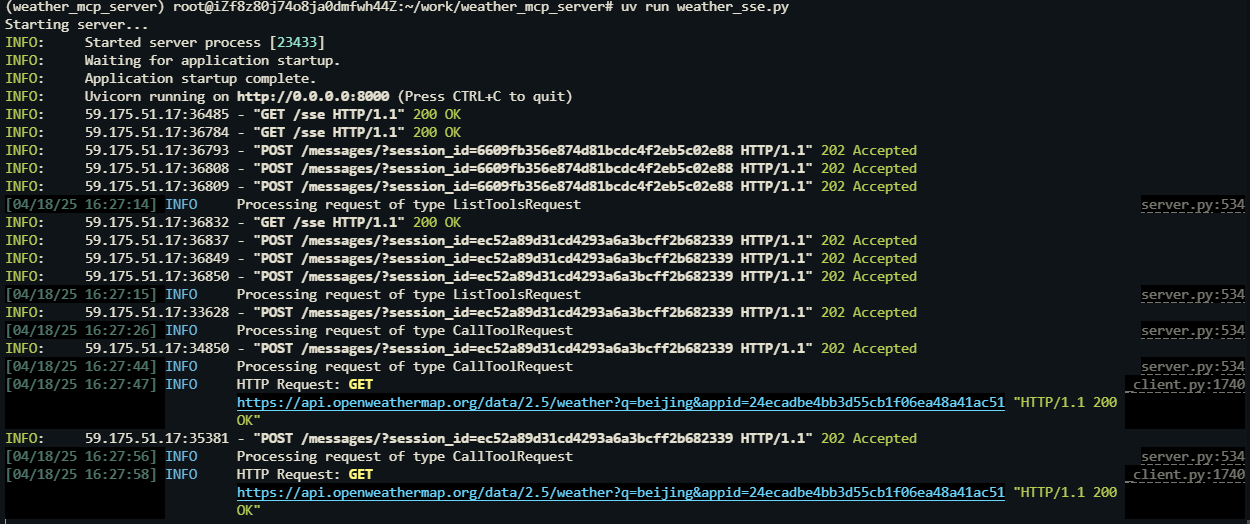 (weather_mcp_server) root@iZf8z80j74o8ja0dmfwh44Z:~/work/weather_mcp_server# uv run weather_sse.py
Starting server...
INFO:     Started server process [23433]
INFO:     Waiting for application startup.
INFO:     Application startup complete.
INFO:     Uvicorn running on http://0.0.0.0:8000 (Press CTRL+C to quit)
INFO:     59.175.51.17:36485 - "GET /sse HTTP/1.1" 200 OK
INFO:     59.175.51.17:36784 - "GET /sse HTTP/1.1" 200 OK
INFO:     59.175.51.17:36793 - "POST /messages/?session_id=6609fb356e874d81bcdc4f2eb5c02e88 HTTP/1.1" 202 Accepted
INFO:     59.175.51.17:36808 - "POST /messages/?session_id=6609fb356e874d81bcdc4f2eb5c02e88 HTTP/1.1" 202 Accepted
INFO:     59.175.51.17:36809 - "POST /messages/?session_id=6609fb356e874d81bcdc4f2eb5c02e88 HTTP/1.1" 202 Accepted
[04/18/25 16:27:14] INFO     Processing request of type ListToolsRequest     server.py:534
INFO:     59.175.51.17:36832 - "GET /sse HTTP/1.1" 200 OK
INFO:     59.175.51.17:36837 - "POST /messages/?session_id=ec52a89d31cd4293a6a3bcff2b682339 HTTP/1.1" 202 Accepted
INFO:     59.175.51.17:36849 - "POST /messages/?session_id=ec52a89d31cd4293a6a3bcff2b682339 HTTP/1.1" 202 Accepted
INFO:     59.175.51.17:36850 - "POST /messages/?session_id=ec52a89d31cd4293a6a3bcff2b682339 HTTP/1.1" 202 Accepted
[04/18/25 16:27:15] INFO     Processing request of type ListToolsRequest     server.py:534
INFO:     59.175.51.17:33628 - "POST /messages/?session_id=ec52a89d31cd4293a6a3bcff2b682339 HTTP/1.1" 202 Accepted
[04/18/25 16:27:26] INFO     Processing request of type CallToolRequest     server.py:534
INFO:     59.175.51.17:34850 - "POST /messages/?session_id=ec52a89d31cd4293a6a3bcff2b682339 HTTP/1.1" 202 Accepted
[04/18/25 16:27:44] INFO     Processing request of type CallToolRequest     server.py:534
[04/18/25 16:27:47] INFO     HTTP Request: GET     _client.py:1740
https://api.openweathermap.org/data/2.5/weather?q=beijing&appid=24ecadbe4bb3d55cb1f06ea48a41ac51 "HTTP/1.1 200
OK"
INFO:     59.175.51.17:35381 - "POST /messages/?session_id=ec52a89d31cd4293a6a3bcff2b682339 HTTP/1.1" 202 Accepted
[04/18/25 16:27:56] INFO     Processing request of type CallToolRequest     server.py:534
[04/18/25 16:27:58] INFO     HTTP Request: GET     _client.py:1740
https://api.openweathermap.org/data/2.5/weather?q=beijing&appid=24ecadbe4bb3d55cb1f06ea48a41ac51 "HTTP/1.1 200
OK"